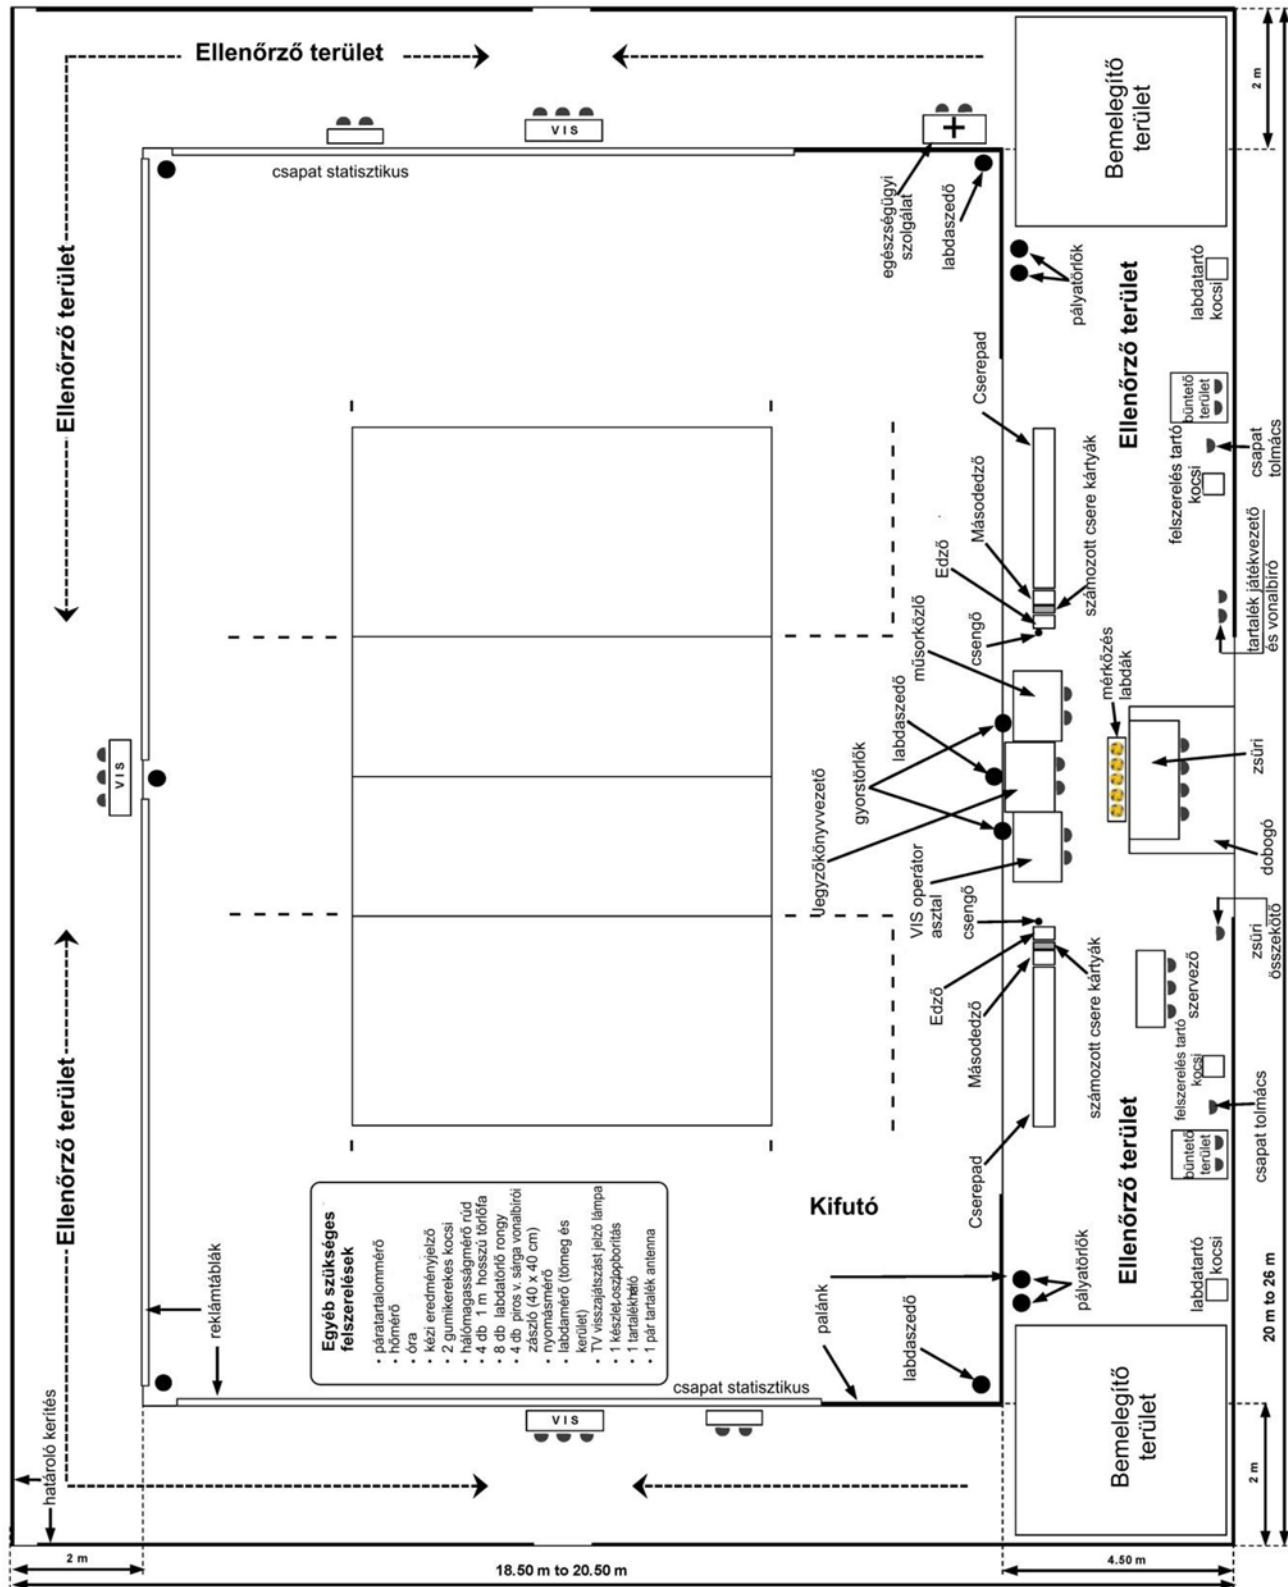 Ellenőrző terület
Bemelegítő
terület
2 m
VIS
csapat statisztikus
egészségügyi
szolgálat
labdaszedő
pályatörlők
labdatartó
kocsi
Ellenőrző terület
Ellenőrző terület
büntető
terület
Cserepad
felszerelés tartó
kocsi
csapat
tolmács
Másodedző
számozott csere kártyák
Edző
csengő
tartalék játékvezető
és vonalbíró
műsorközlő
mérkőzés
labdák
labdaszedő
gyorstörlők
VIS
zsűri
Jegyzőkönyvvezető
dobogó
VIS operátor
asztal
csengő
zsűri
összekötő
Edző
számozott csere kártyák
szervező
Másodedző
felszerelés tartó
kocsi
csapat tolmács
Ellenőrző terület
Ellenőrző terület
büntető
terület
Cserepad
Kifutó
Egyéb szükséges
felszerelések
• páratartalommérő
• hőmérő
• óra
• kézi eredményjelző
• 2 gumikerekes kocsi
• hálómagasságmérő rúd
• 4 db 1 m hosszú törlőfa
• 8 db labdatörlő rongy
• 4 db piros v. sárga vonalbírói
zászló (40 x 40 cm)
• nyomásmérő
• labdamérő (tömeg és
kerület)
• TV visszajátszást jelző lámpa
• 1 készlet oszlopborítás
• 1 tartalékháló
• 1 pár tartalék antenna
reklámtáblák
palánk
pályatörlők
labdatartó
kocsi
labdaszedő
csapat statisztikus
VIS
Bemelegítő
terület
20 m to 26 m
2 m
határoló kerítés
2 m
18.50 m to 20.50 m
4.50 m